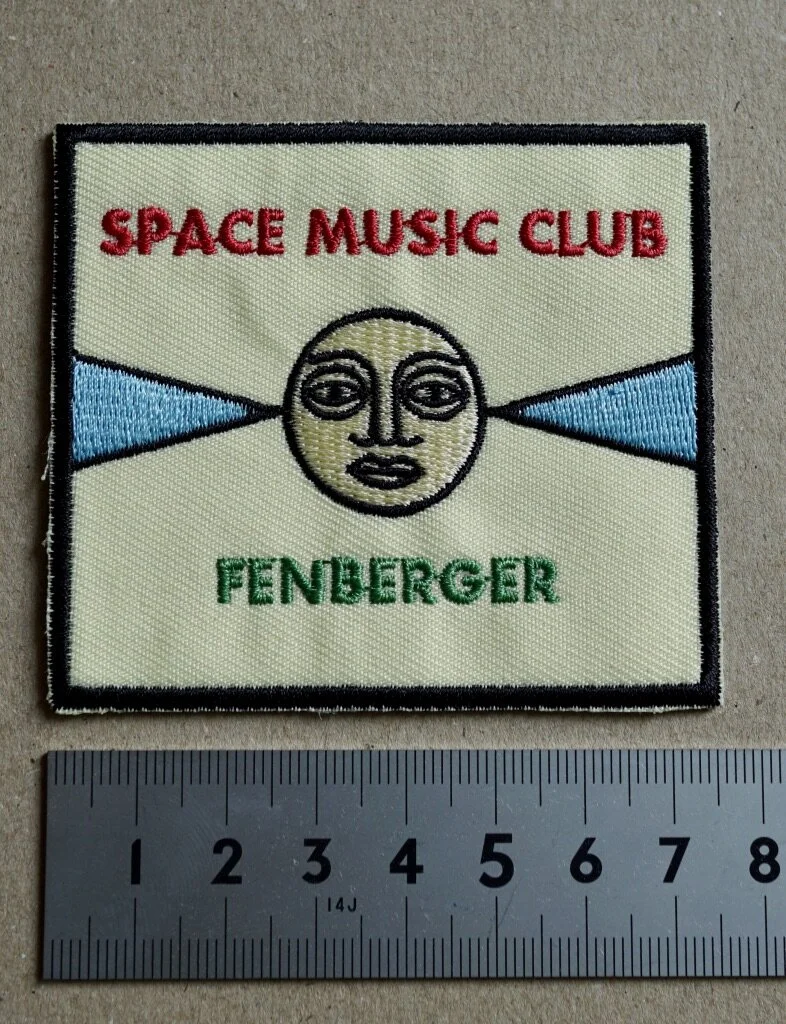 SPACE MUSIC CLUB
FENBERGER
1 2 3 4 5 6 7 8
14J